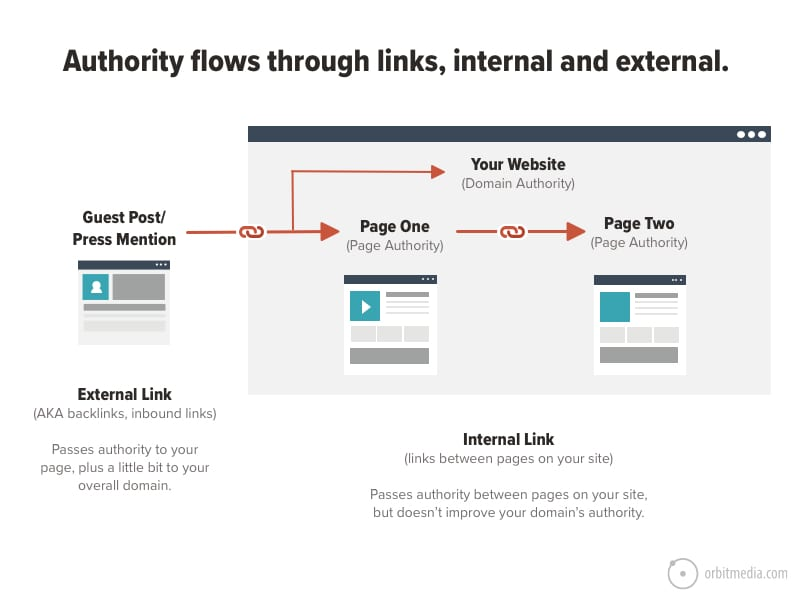 Authority flows through links, internal and external.
Your Website
(Domain Authority)
Guest Post/
Press Mention
Page One
(Page Authority)
Page Two
(Page Authority)
External Link
(AKA backlinks, inbound links)
Passes authority to your
page, plus a little bit to your
overall domain.
Internal Link
(links between pages on your site)
Passes authority between pages on your site,
but doesn't improve your domain's authority.
orbitmedia.com